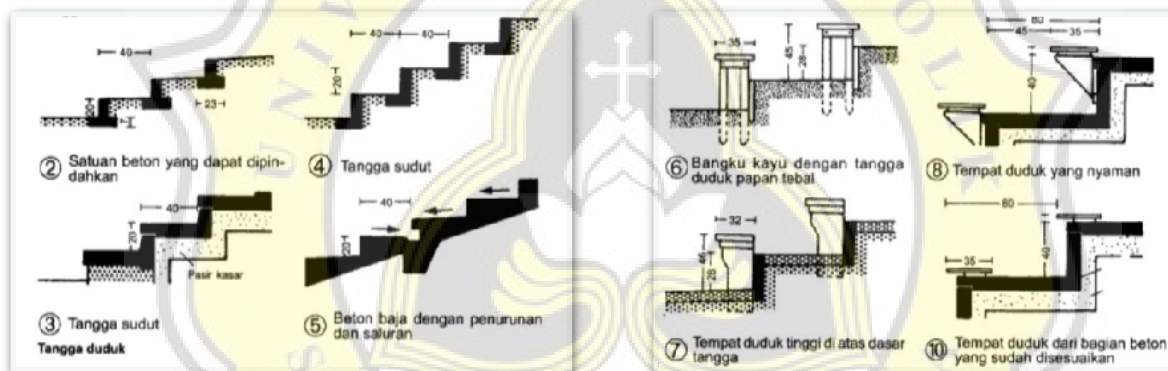 40
20
23
② Satuan beton yang dapat dipin-
dahkan
40
40
20
④ Tangga sudut
40
20
Pasir kasar
③ Tangga sudut
Tangga duduk
40
20
⑤ Beton baja dengan penurunan
dan saluran
35
45
28
⑥ Bangku kayu dengan tangga
duduk papan tebal
80
45
35
40
⑧ Tempat duduk yang nyaman
32
28
⑦ Tempat duduk tinggi di atas dasar
tangga
80
35
40
⑩ Tempat duduk dari bagian beton
yang sudah disesuaikan
UNIV
OLK
S